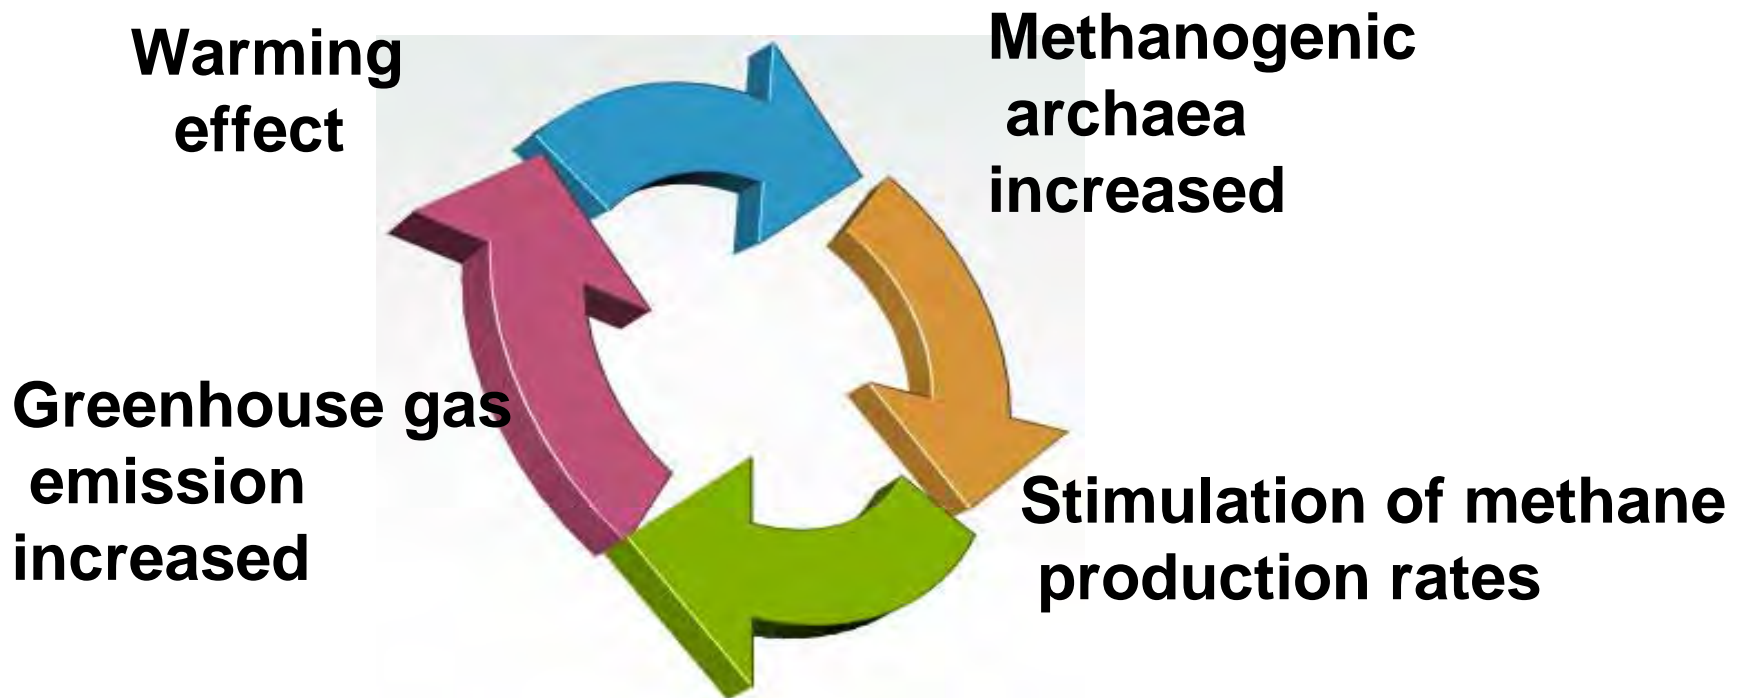 Warming
effect
Methanogenic
archaea
increased
Stimulation of methane
production rates
Greenhouse gas
emission
increased